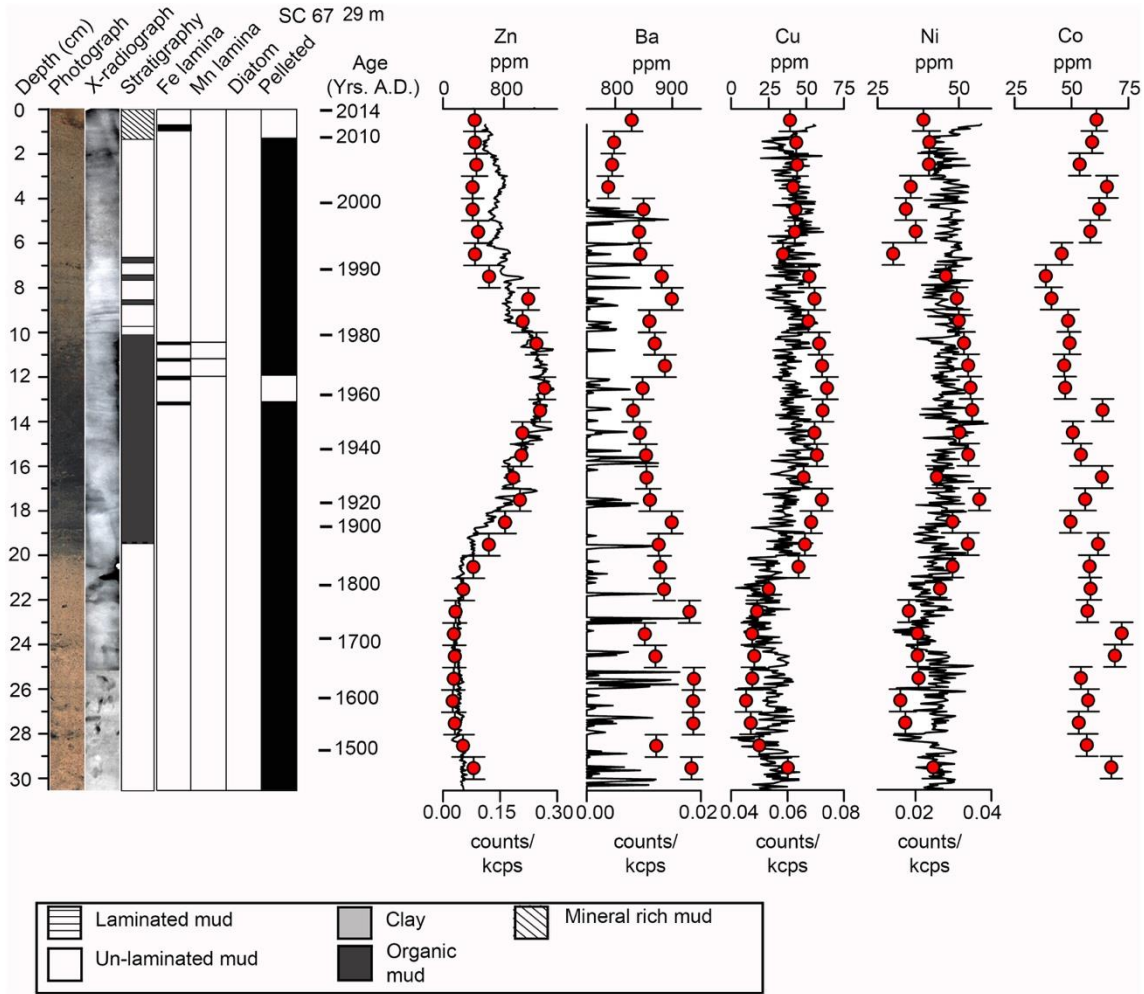 SC 67 29 m
Depth (cm)
Photograph
X-radiograph
Stratigraphy
Fe lamina
Mn lamina
Diatom
Pelleted
Age
(Yrs. A.D.)
Zn
ppm
Ba
ppm
Cu
ppm
Ni
ppm
Co
ppm
0 800
800 900
0 25 50 75
25 50
25 50 75
0
2
4
6
8
10
12
14
16
18
20
22
24
26
28
30
2014
2010
2000
1990
1980
1960
1940
1920
1900
1800
1700
1600
1500
0.00 0.15 0.30
0.00 0.02
0.04 0.06 0.08
0.02 0.04
counts/
kcps
counts/
kcps
counts/
kcps
counts/
kcps
Laminated mud
Un-laminated mud
Clay
Organic
mud
Mineral rich mud